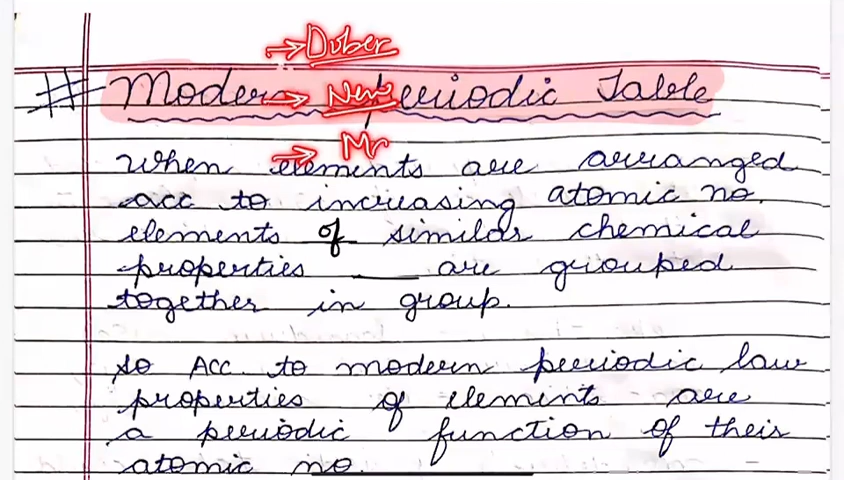 → Dober
# Modern → News periodic Table
→ Mr
When elements are arranged
acc to increasing atomic no.
elements of similar chemical
properties are grouped
together in group.
so Acc. to modern periodic law
properties of elements are
a periodic function of their
atomic no.